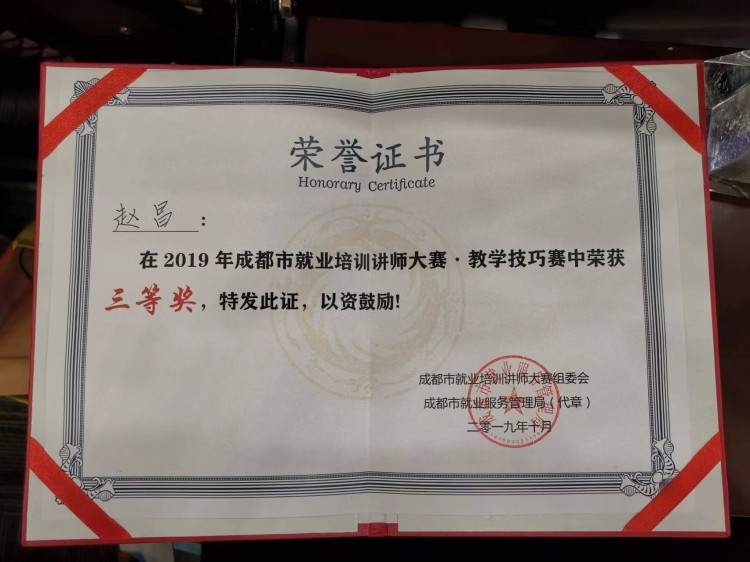 荣誉证书
Honorary Certificate
赵昌：
在2019年成都市就业培训讲师大赛·教学技巧赛中荣获
三等奖，特发此证，以资鼓励！
成都市就业培训讲师大赛组委会
成都市就业服务管理局（代章）
二零一九年十月